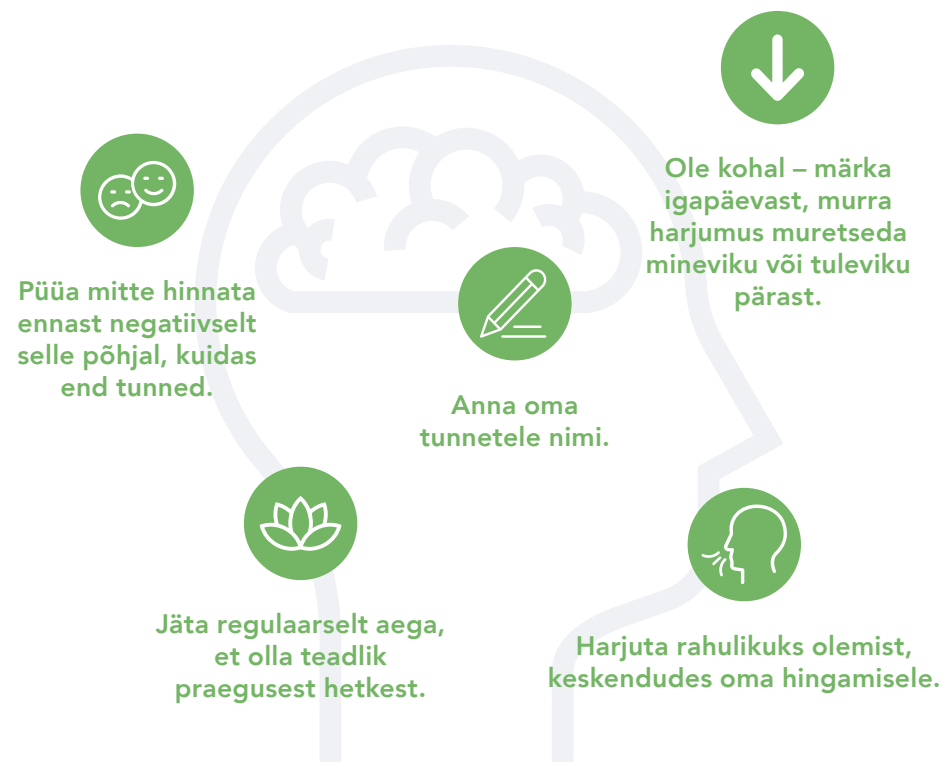 Ole kohal – märka
igapäevast, murra
harjumus muretseda
mineviku või tuleviku
pärast.
Püüa mitte hinnata
ennast negatiivselt
selle põhjal, kuidas
end tunned.
Anna oma
tunnetele nimi.
Jäta regulaarselt aega,
et olla teadlik
praegusest hetkest.
Harjuta rahulikuks olemist,
keskendudes oma hingamisele.